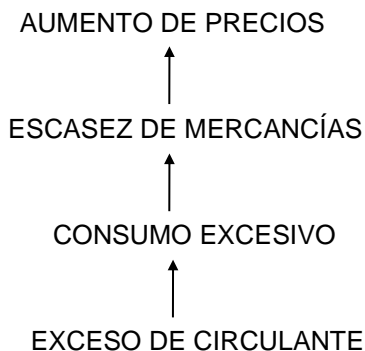 AUMENTO DE PRECIOS
ESCASEZ DE MERCANCÍAS
CONSUMO EXCESIVO
EXCESO DE CIRCULANTE